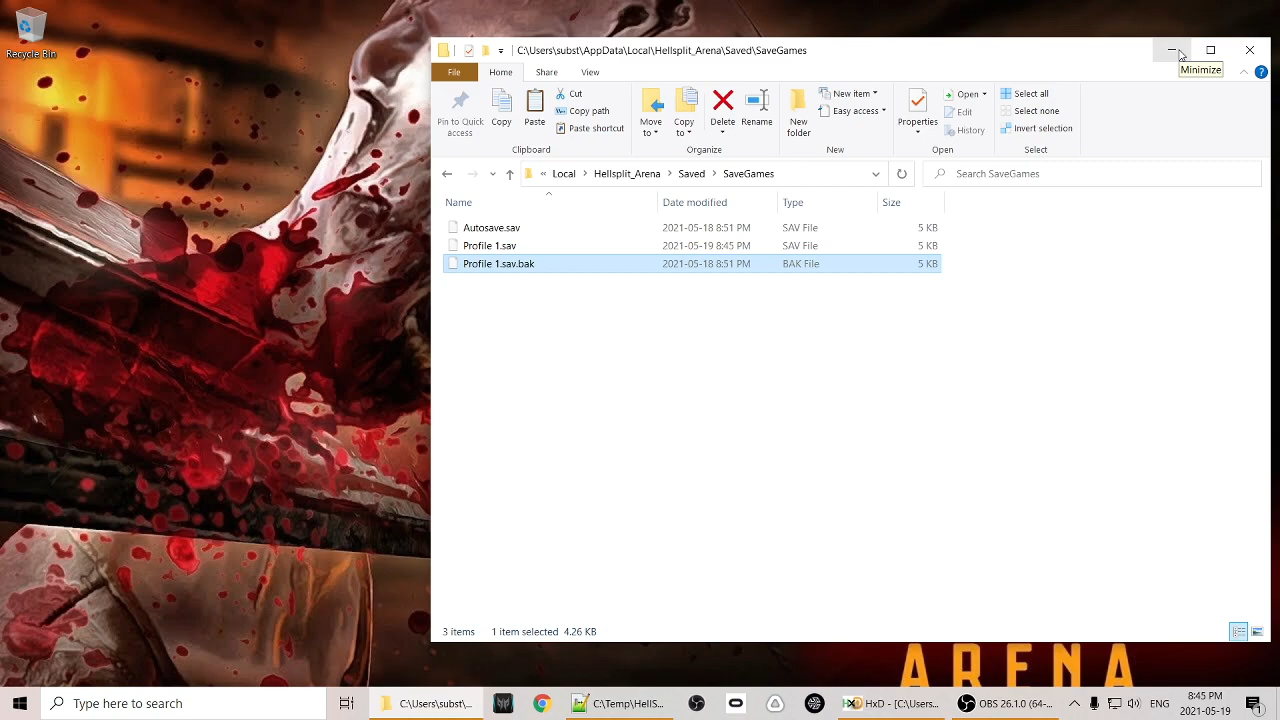 Recycle Bin
C:\Users\subst\AppData\Local\Hellsplit_Arena\Saved\SaveGames
Minimize
File Home Share View
Pin to Quick access
Copy
Paste
Cut
Copy path
Paste shortcut
Clipboard
Move to
Copy to
Delete
Rename
Organize
New folder
New item
Easy access
New
Properties
Open
Edit
History
Open
Select all
Select none
Invert selection
Select
« Local > Hellsplit_Arena > Saved > SaveGames
Search SaveGames
Name Date modified Type Size
Autosave.sav 2021-05-18 8:51 PM SAV File 5 KB
Profile 1.sav 2021-05-19 8:45 PM SAV File 5 KB
Profile 1.sav.bak 2021-05-18 8:51 PM BAK File 5 KB
3 items 1 item selected 4.26 KB
ARENA
Type here to search
C:\Users\subst\...
C:\Temp\HellS...
HxD - [C:\Users...
OBS 26.1.0 (64-...
ENG
8:45 PM
2021-05-19
1